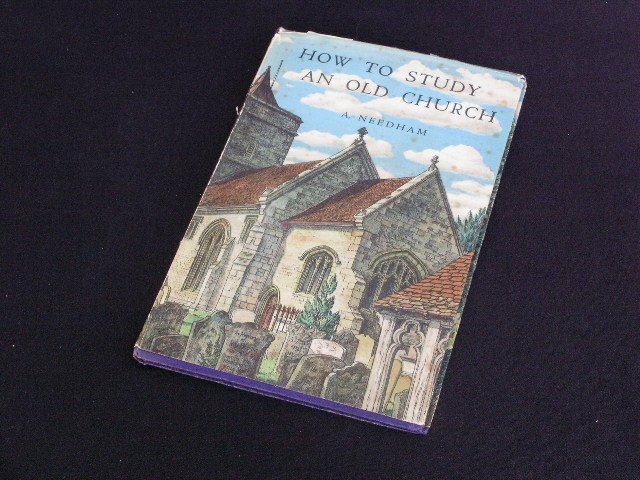 HOW TO STUDY
AN OLD CHURCH
A. NEEDHAM